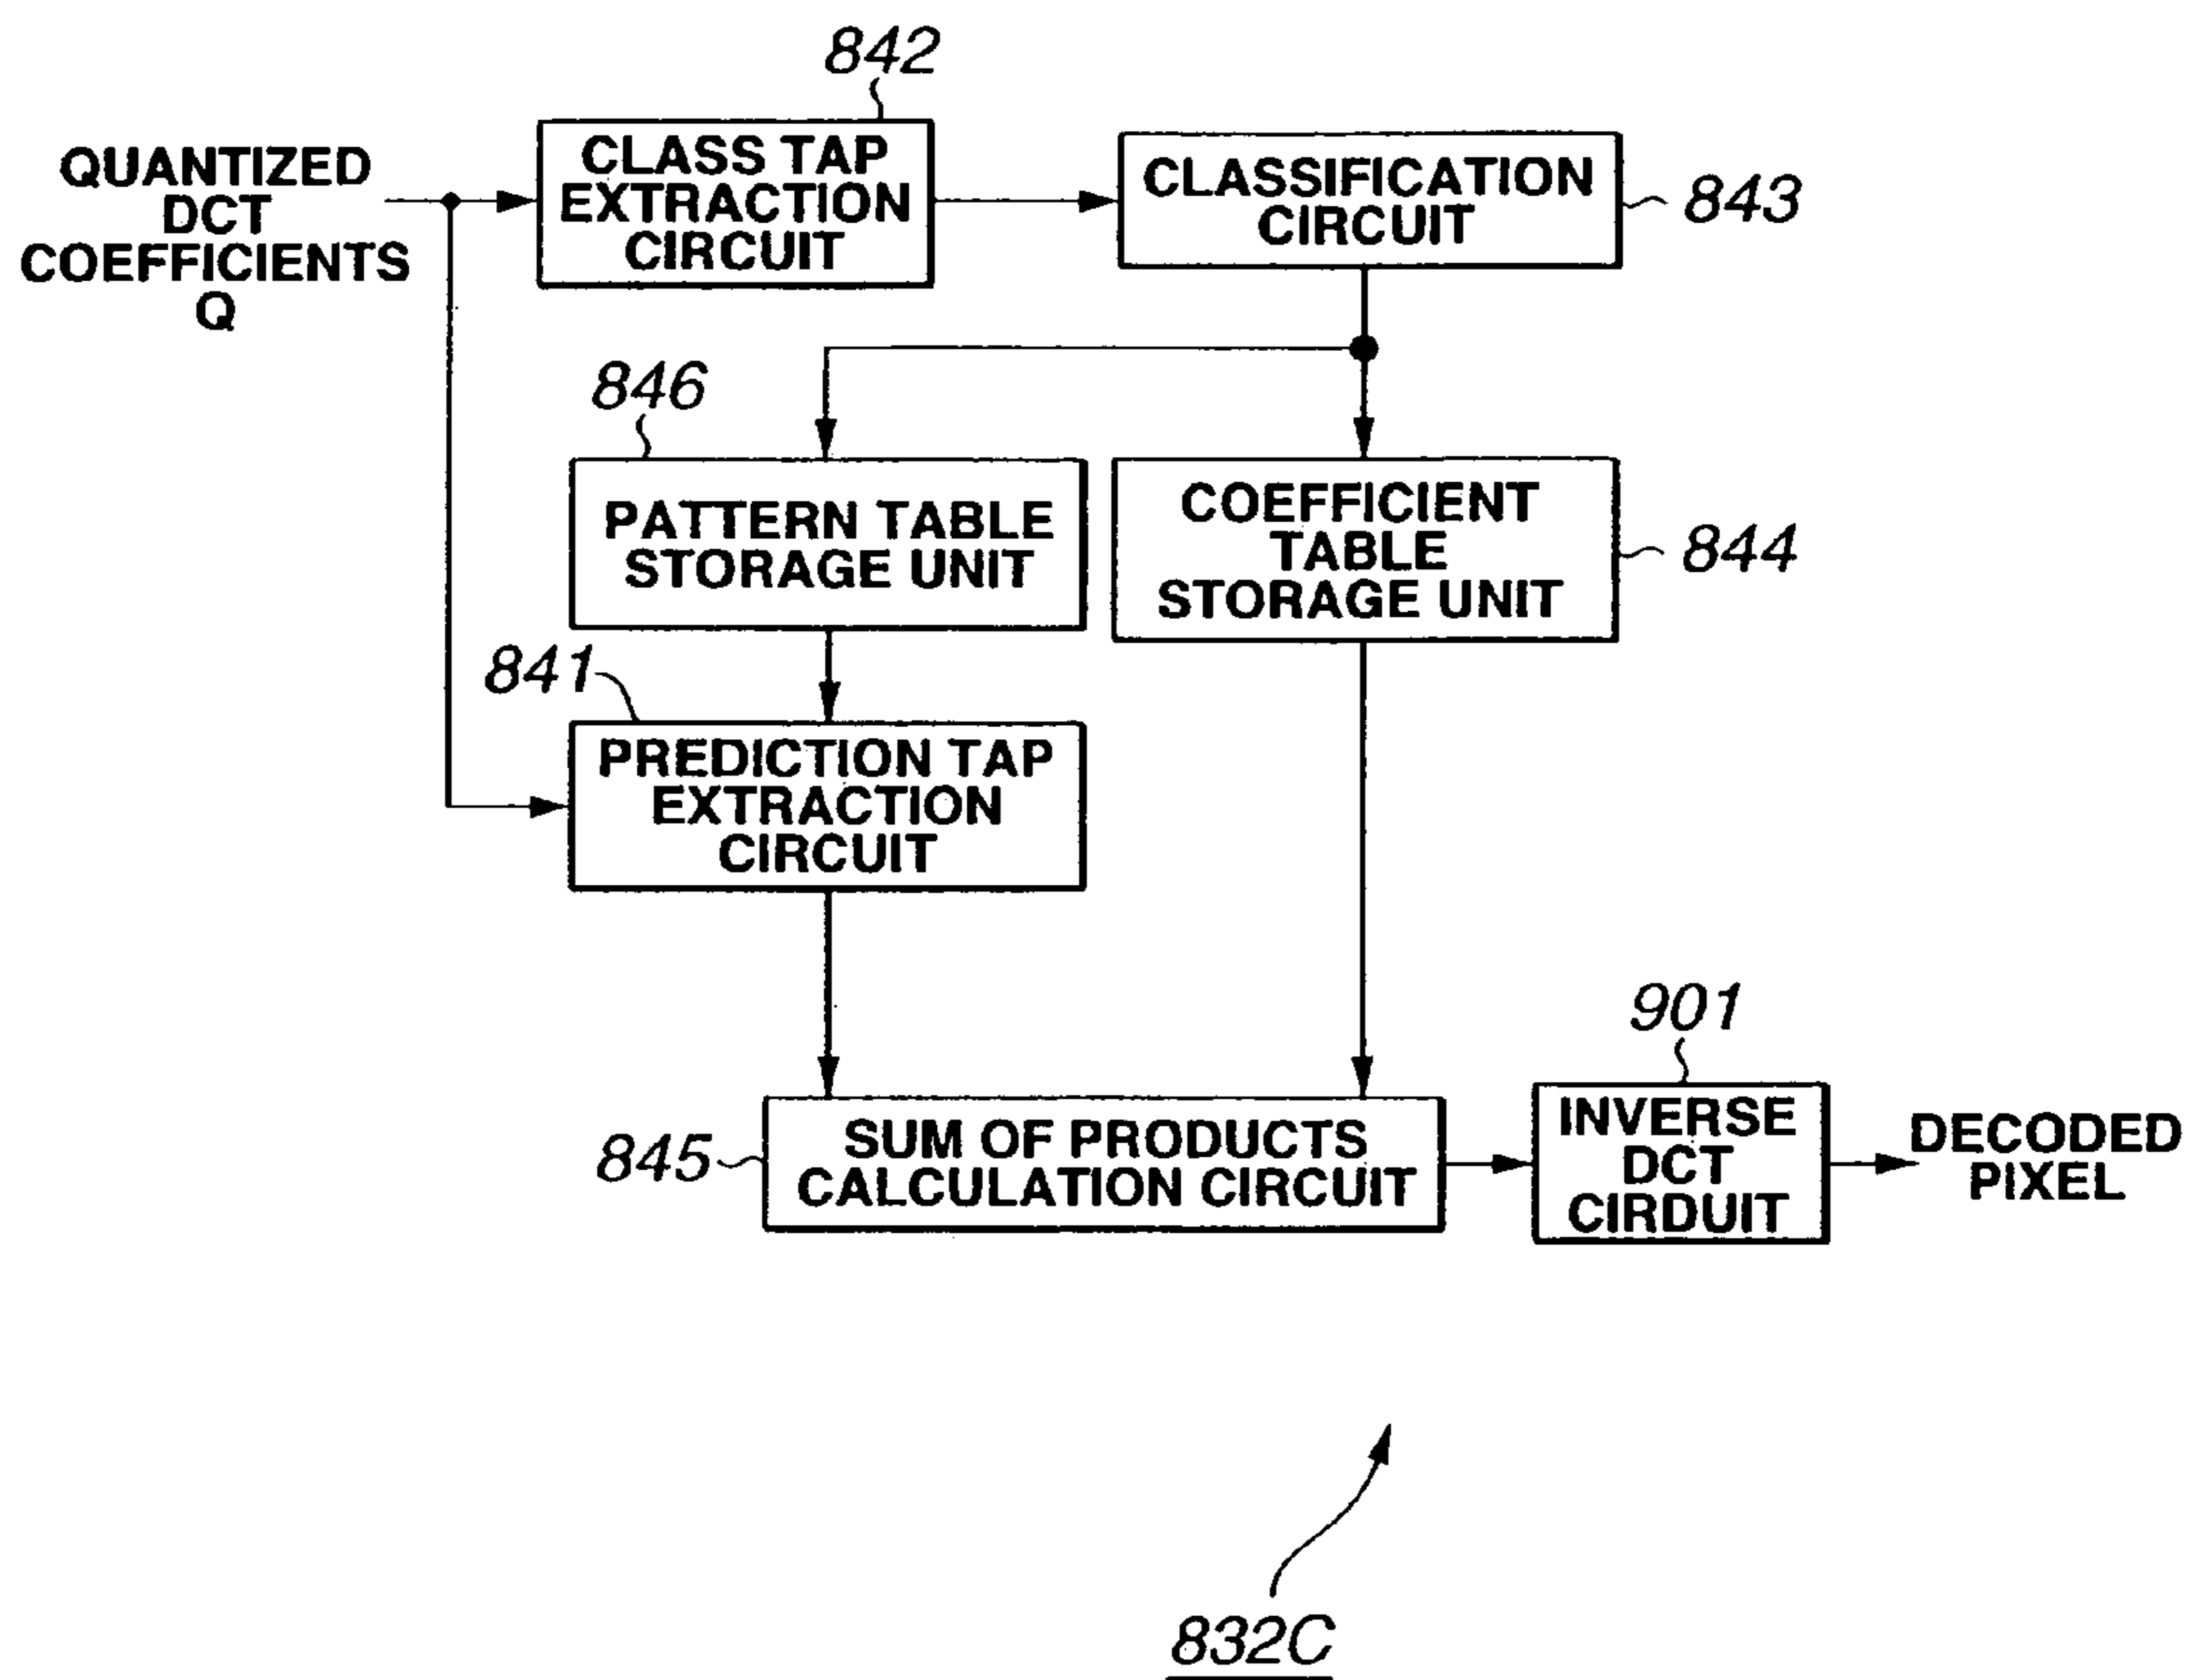 842
QUANTIZED
DCT
COEFFICIENTS
Q
CLASS TAP
EXTRACTION
CIRCUIT
CLASSIFICATION
CIRCUIT
843
846
PATTERN TABLE
STORAGE UNIT
COEFFICIENT
TABLE
STORAGE UNIT
844
841
PREDICTION TAP
EXTRACTION
CIRCUIT
901
845
SUM OF PRODUCTS
CALCULATION CIRCUIT
INVERSE
DCT
CIRDUIT
DECODED
PIXEL
832C